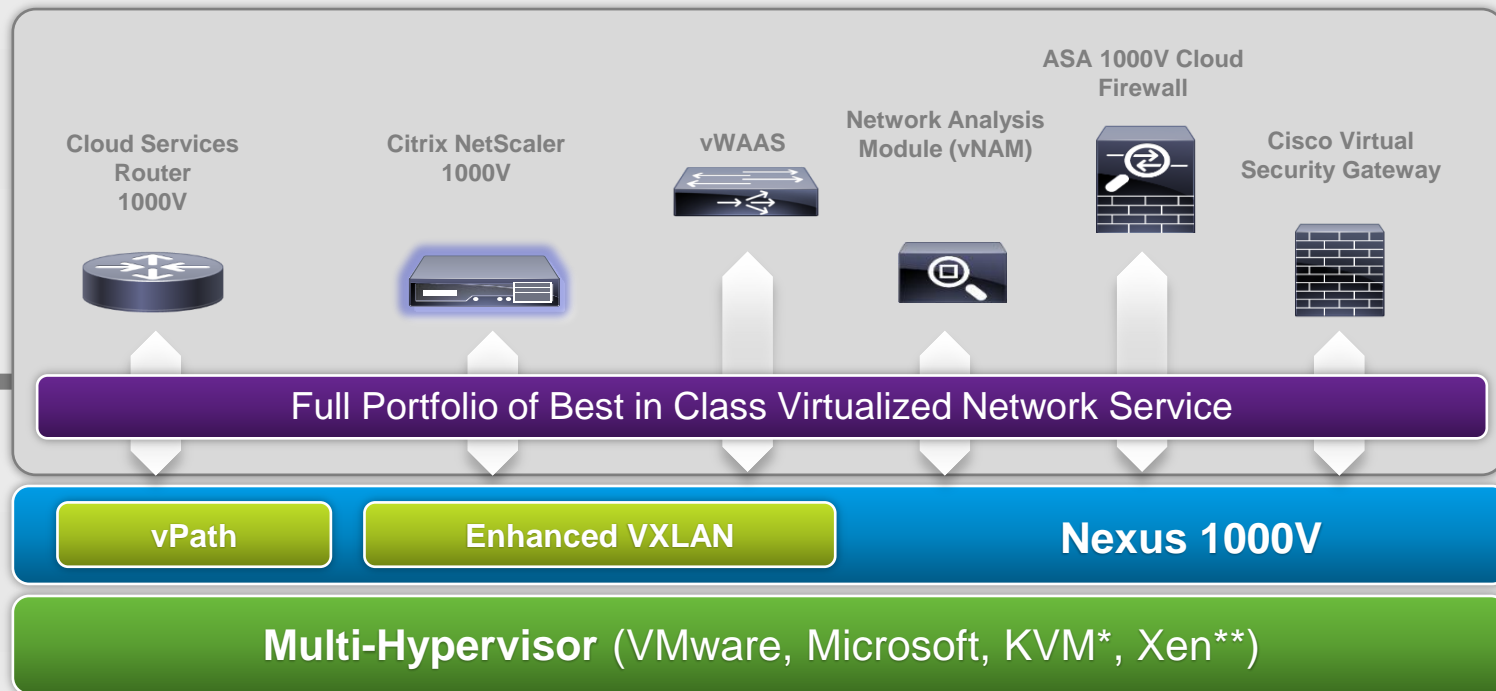 Cloud Services
Router
1000V
Citrix NetScaler
1000V
vWAAS
Network Analysis
Module (vNAM)
ASA 1000V Cloud
Firewall
Cisco Virtual
Security Gateway
Full Portfolio of Best in Class Virtualized Network Service
vPath
Enhanced VXLAN
Nexus 1000V
Multi-Hypervisor (VMware, Microsoft, KVM*, Xen**)